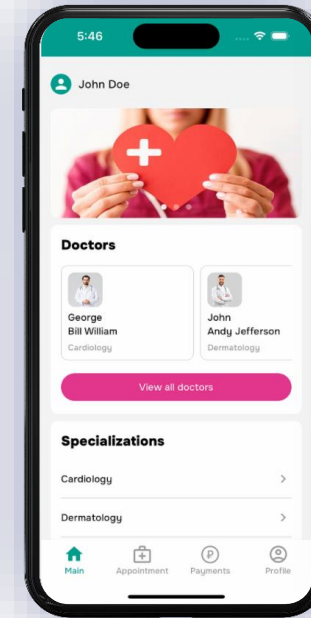 5:46
John Doe
Doctors
George
Bill William
Cardiology
John
Andy Jefferson
Dermatology
View all doctors
Specializations
Cardiology
Dermatology
Main
Appointment
Payments
Profile